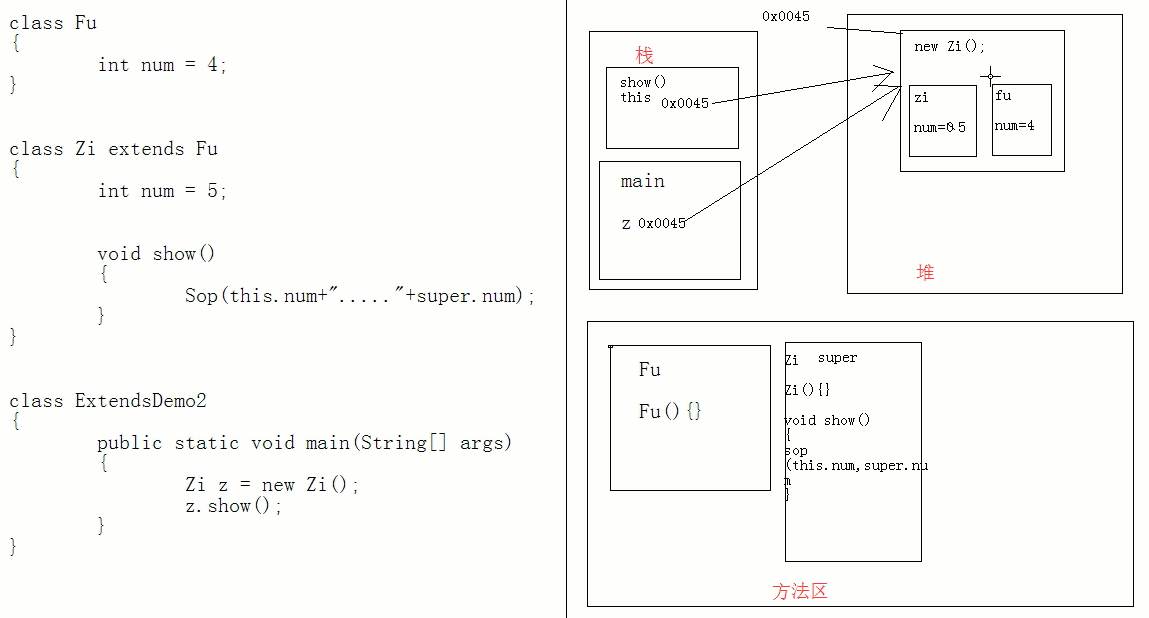 class Fu
{
int num = 4;
}
class Zi extends Fu
{
int num = 5;
void show()
{
Sop(this.num+"....."+super.num);
}
}
class ExtendsDemo2
{
public static void main(String[] args)
{
Zi z = new Zi();
z.show();
}
}
0x0045
栈
show()
this 0x0045
main
z 0x0045
new Zi();
zi
num=0 5
fu
num=4
堆
Fu
Fu(){}
Zi super
Zi(){}
void show()
{
sop
(this.num,super.nu
m
}
方法区